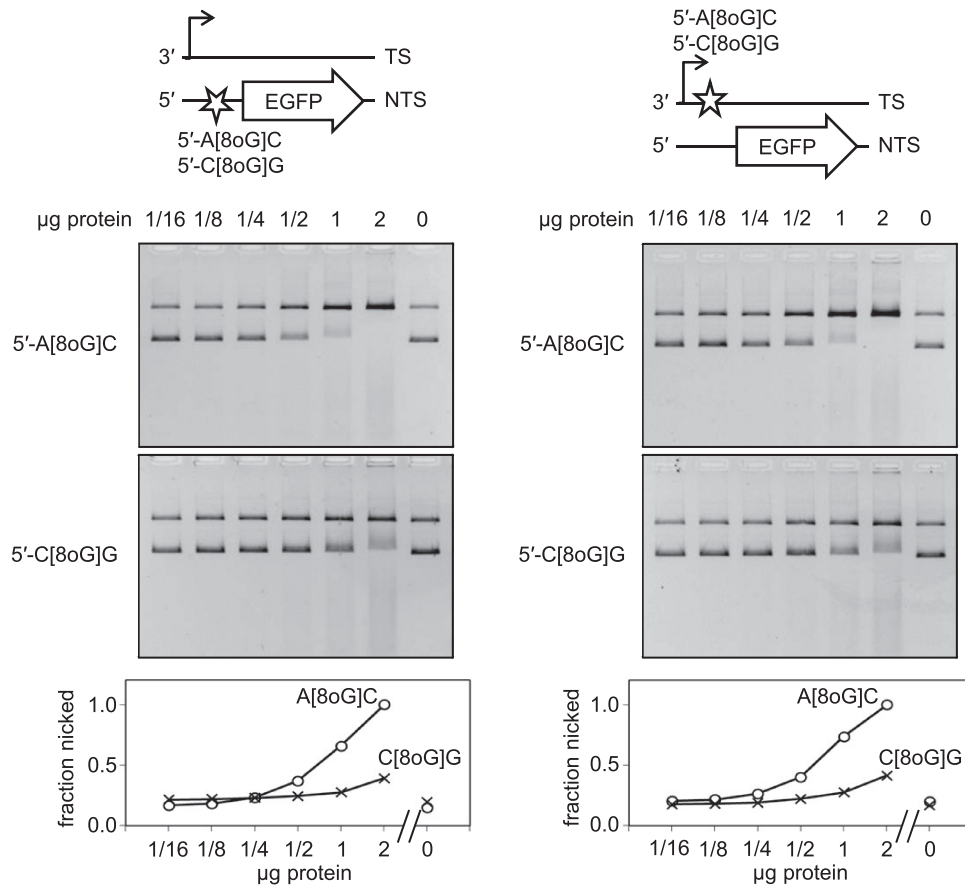 3′ TS
5′ EGFP NTS
5′-A[8oG]C
5′-C[8oG]G
µg protein 1/16 1/8 1/4 1/2 1 2 0
5′-A[8oG]C
5′-C[8oG]G
fraction nicked
1.0
0.5
0.0
A[8oG]C
C[8oG]G
1/16 1/8 1/4 1/2 1 2 0
µg protein
5′-A[8oG]C
5′-C[8oG]G
3′ TS
5′ EGFP NTS
µg protein 1/16 1/8 1/4 1/2 1 2 0
5′-A[8oG]C
5′-C[8oG]G
fraction nicked
1.0
0.5
0.0
A[8oG]C
C[8oG]G
1/16 1/8 1/4 1/2 1 2 0
µg protein